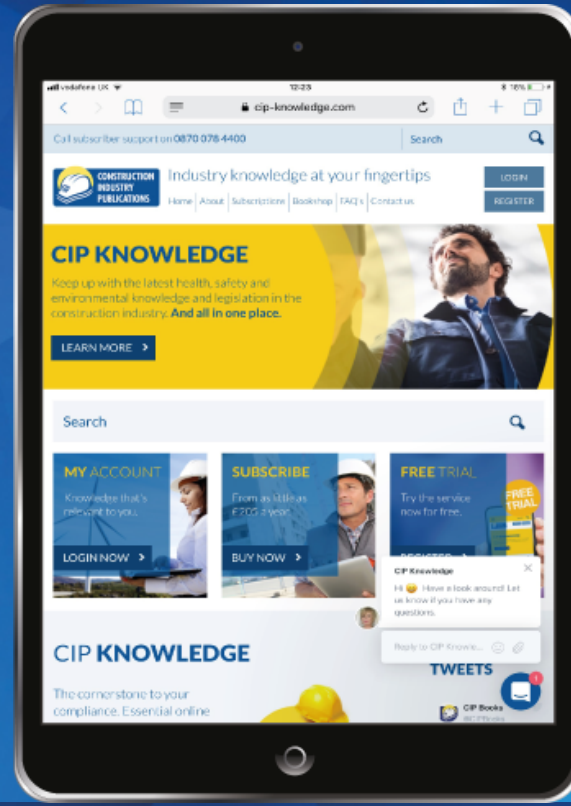 vodafone UK
12:23
18%
cip-knowledge.com
Call subscriber support on 0870 078 4400
Search
CONSTRUCTION
INDUSTRY
PUBLICATIONS
Industry knowledge at your fingertips
Home | About | Subscriptions | Bookshop | FAQ's | Contact us
LOGIN
REGISTER
CIP KNOWLEDGE
Keep up with the latest health, safety and
environmental knowledge and legislation in the
construction industry. And all in one place.
LEARN MORE
Search
MY ACCOUNT
Knowledge that's
relevant to you.
LOGIN NOW
SUBSCRIBE
From as little as
£205 a year
BUY NOW
FREE TRIAL
Try the service
now for free.
FREE
TRIAL
REGISTER
CIP Knowledge
Hi 😀 Have a look around! Let
us know if you have any
questions.
Reply to CIP Knowle...
1
CIP KNOWLEDGE
The cornerstone to your
compliance. Essential online
TWEETS
CIP Books
@CIPBooks